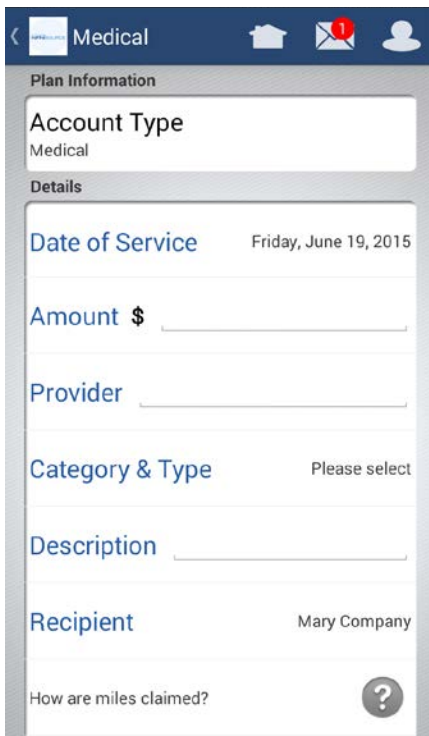 Medical
1
Plan Information
Account Type
Medical
Details
Date of Service Friday, June 19, 2015
Amount $
Provider
Category & Type Please select
Description
Recipient Mary Company
How are miles claimed? ?